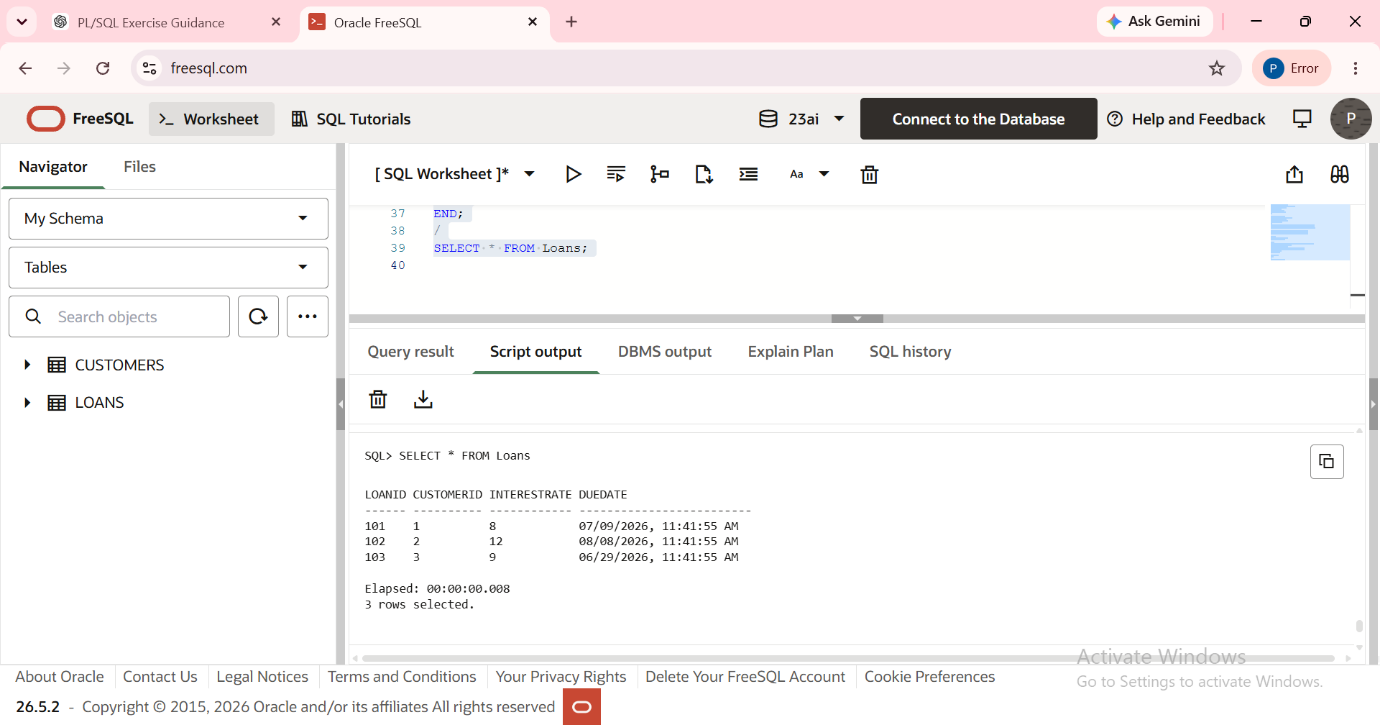 PL/SQL Exercise Guidance
Oracle FreeSQL
Ask Gemini
freesql.com
P Error
FreeSQL
>_ Worksheet
SQL Tutorials
23ai
Connect to the Database
Help and Feedback
P
Navigator
Files
[ SQL Worksheet ]*
Aa
My Schema
Tables
Search objects
CUSTOMERS
LOANS
37 END;
38 /
39 SELECT * FROM Loans;
40
Query result
Script output
DBMS output
Explain Plan
SQL history
SQL> SELECT * FROM Loans
LOANID CUSTOMERID INTERESTRATE DUEDATE
------ ---------- ------------ -------------------------
101 1 8 07/09/2026, 11:41:55 AM
102 2 12 08/08/2026, 11:41:55 AM
103 3 9 06/29/2026, 11:41:55 AM
Elapsed: 00:00:00.008
3 rows selected.
Activate Windows
Go to Settings to activate Windows.
About Oracle
Contact Us
Legal Notices
Terms and Conditions
Your Privacy Rights
Delete Your FreeSQL Account
Cookie Preferences
26.5.2 - Copyright © 2015, 2026 Oracle and/or its affiliates All rights reserved